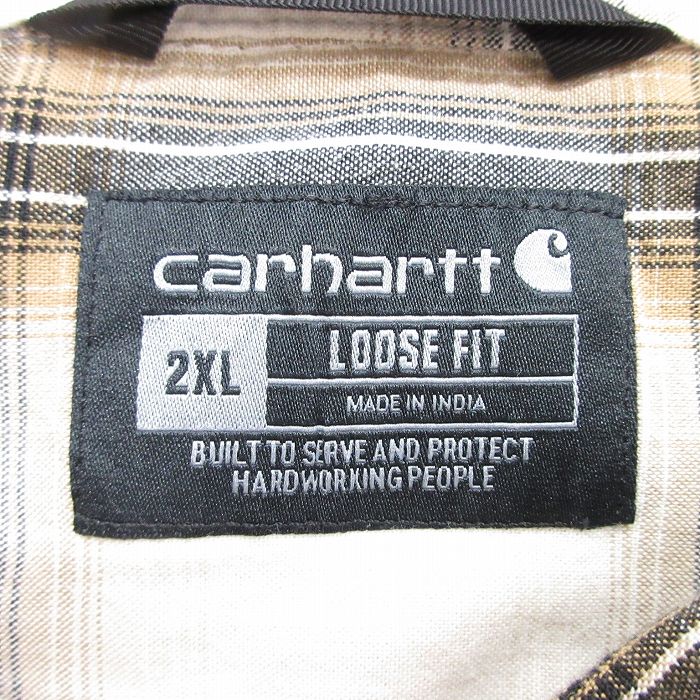 carhartt
2XL
LOOSE FIT
MADE IN INDIA
BUILT TO SERVE AND PROTECT
HARDWORKING PEOPLE